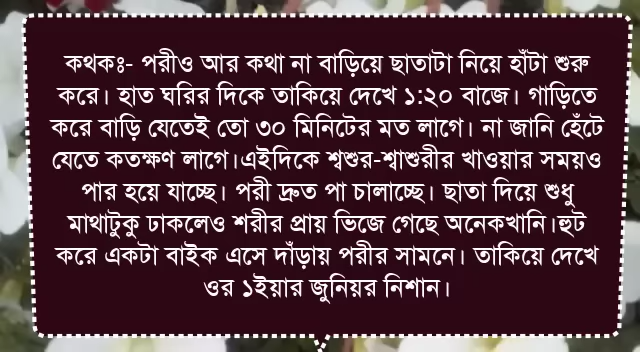 কথকঃ- পরীও আর কথা না বাড়িয়ে ছাতাটা নিয়ে হাঁটা শুরু
করে। হাত ঘরির দিকে তাকিয়ে দেখে ১:২০ বাজে। গাড়িতে
করে বাড়ি যেতেই তো ৩০ মিনিটের মত লাগে। না জানি হেঁটে
যেতে কতক্ষণ লাগে।এইদিকে শ্বশুর-শ্বাশুরীর খাওয়ার সময়ও
পার হয়ে যাচ্ছে। পরী দ্রুত পা চালাচ্ছে। ছাতা দিয়ে শুধু
মাথাটুকু ঢাকলেও শরীর প্রায় ভিজে গেছে অনেকখানি।হুট
করে একটা বাইক এসে দাঁড়ায় পরীর সামনে। তাকিয়ে দেখে
ওর ১ইয়ার জুনিয়র নিশান।